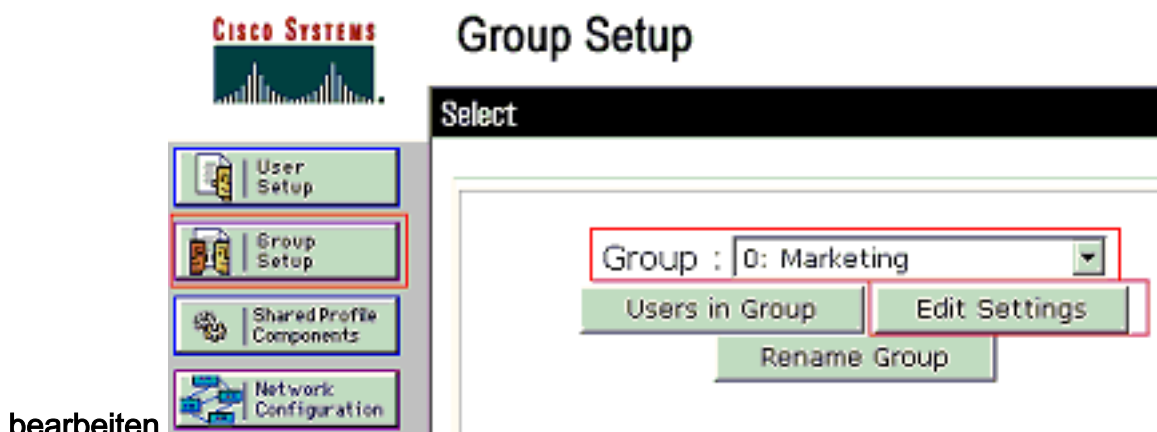 CISCO SYSTEMS
Group Setup
Select
User
Setup
Group
Setup
Shared Profile
Components
Network
Configuration
Group : 0: Marketing
Users in Group
Edit Settings
Rename Group
bearbeiten